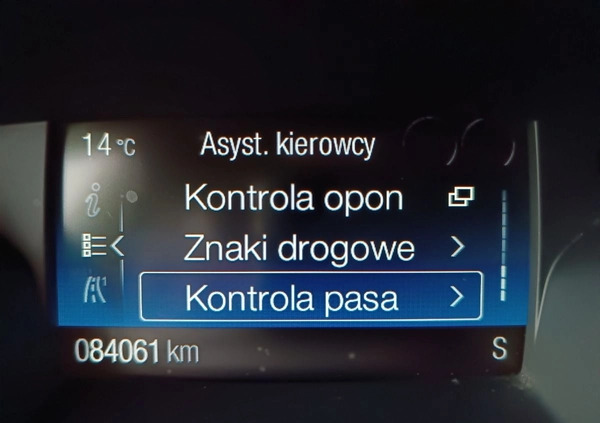 14 °C Asyst. kierowcy
Kontrola opon
Znaki drogowe
Kontrola pasa
084061 km S